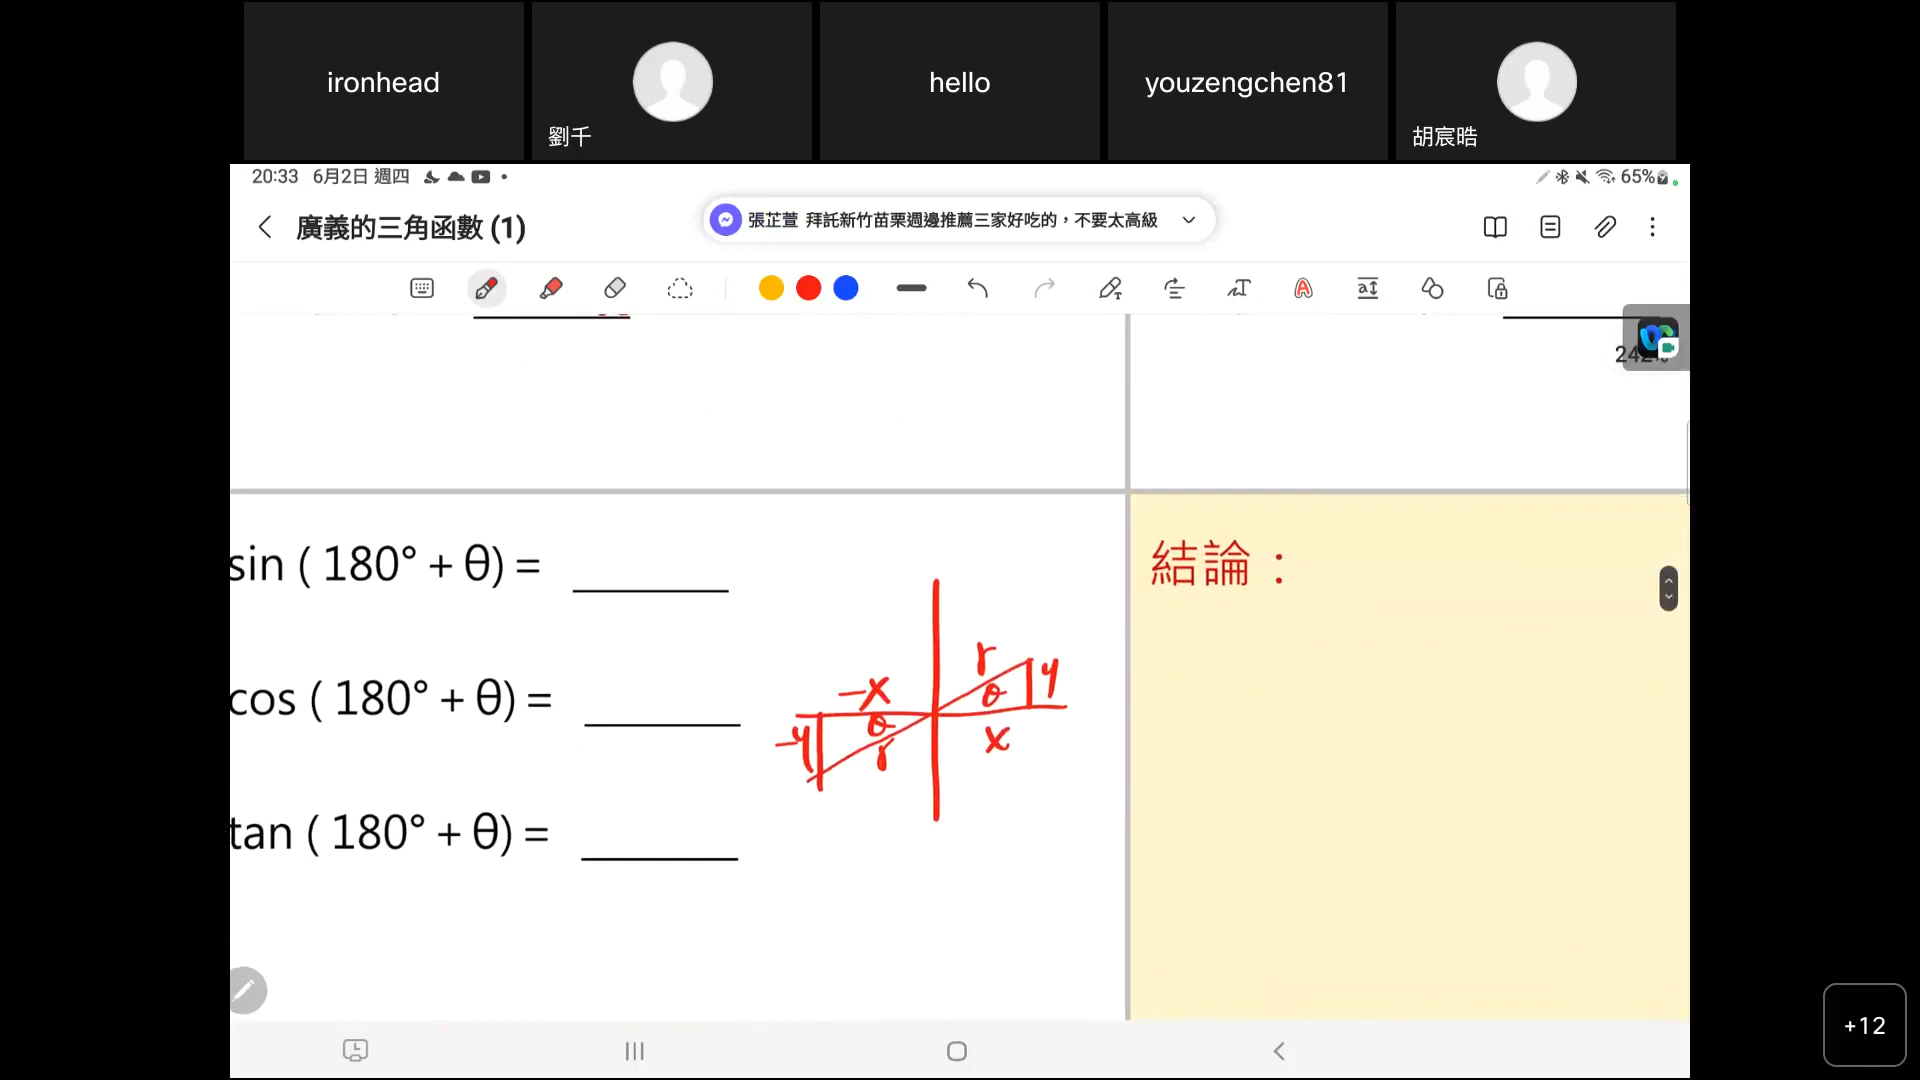 ironhead
劉千
hello
youzengchen81
胡宸晧
20:33 6月2日 週四
65%
廣義的三角函數 (1)
張芷萱 拜託新竹苗栗週邊推薦三家好吃的，不要太高級
sin ( 180° + θ) =
結論：
cos ( 180° + θ) =
tan ( 180° + θ) =
r
y
θ
x
-x
θ
-y
r
+12